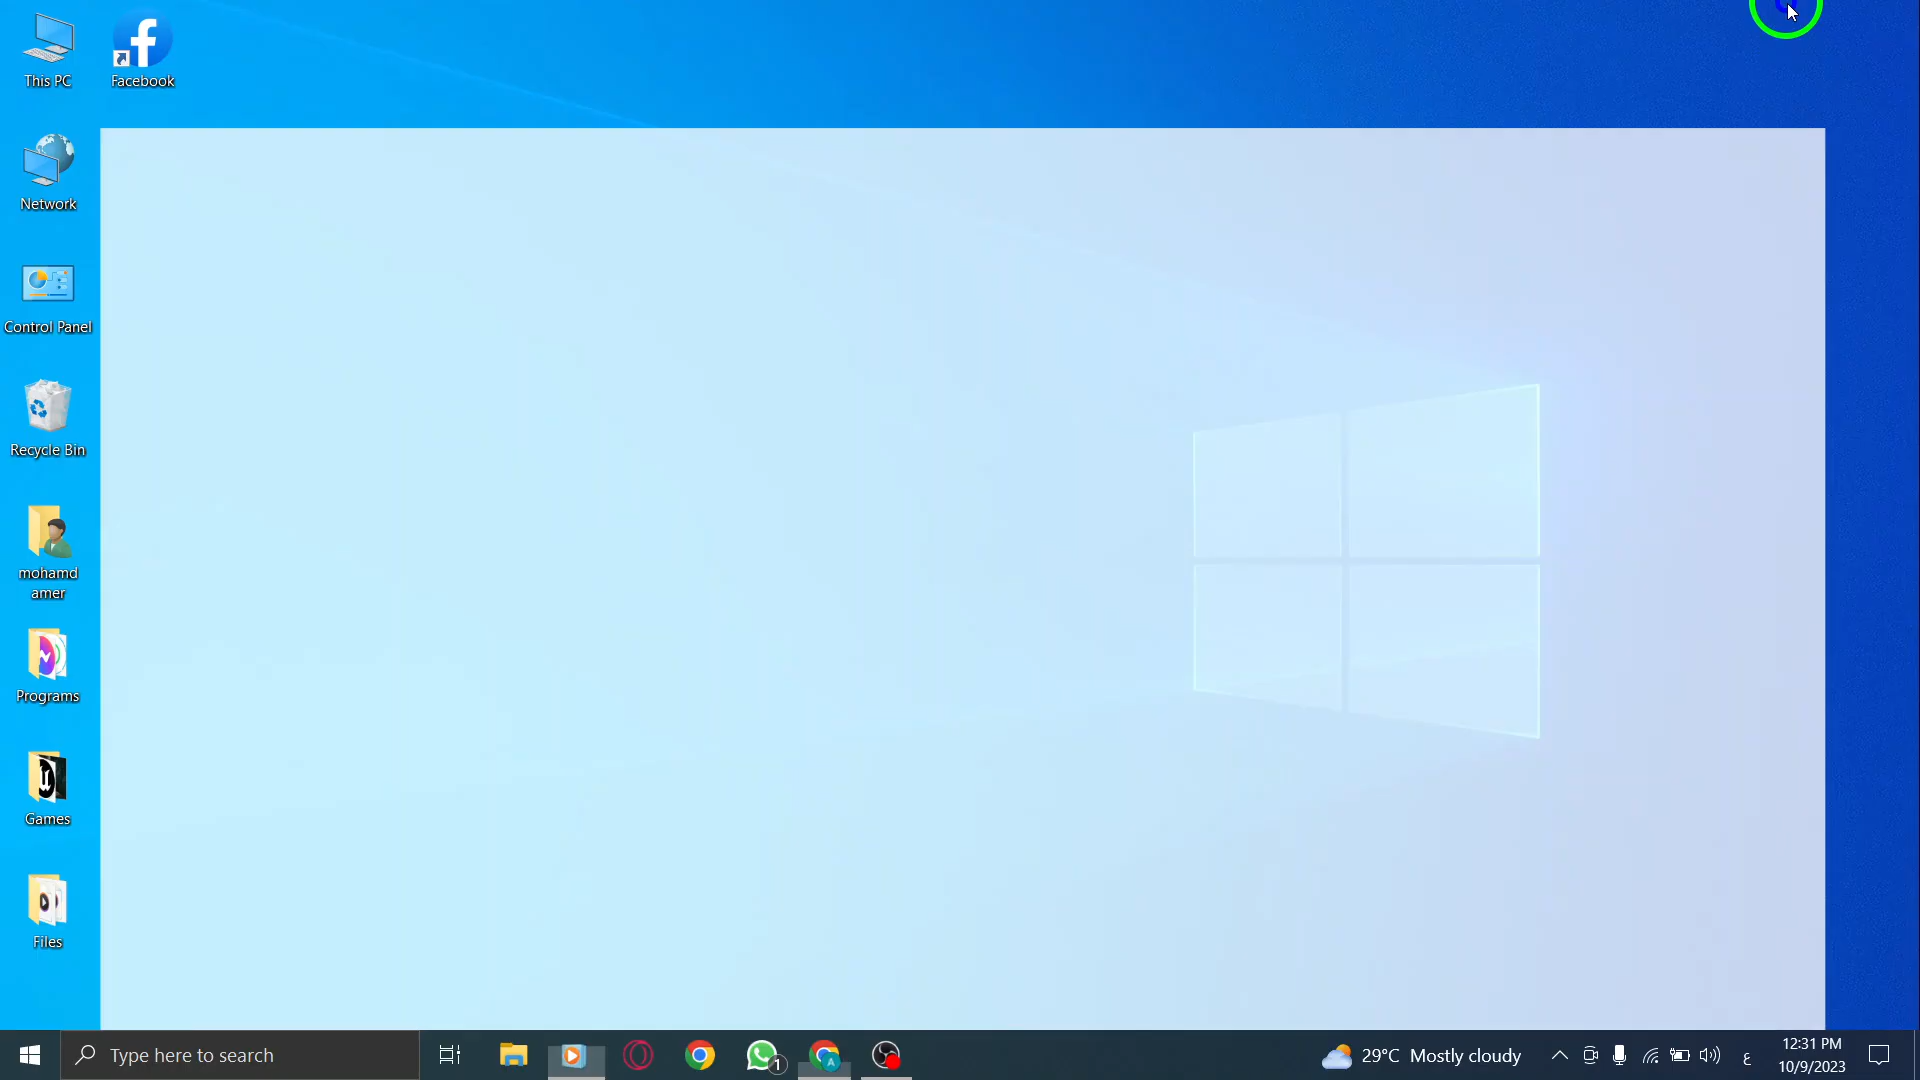 This PC
Facebook
Network
Control Panel
Recycle Bin
mohamd
amer
Programs
Games
Files
Type here to search
1
A
29°C Mostly cloudy
ع
12:31 PM
10/9/2023